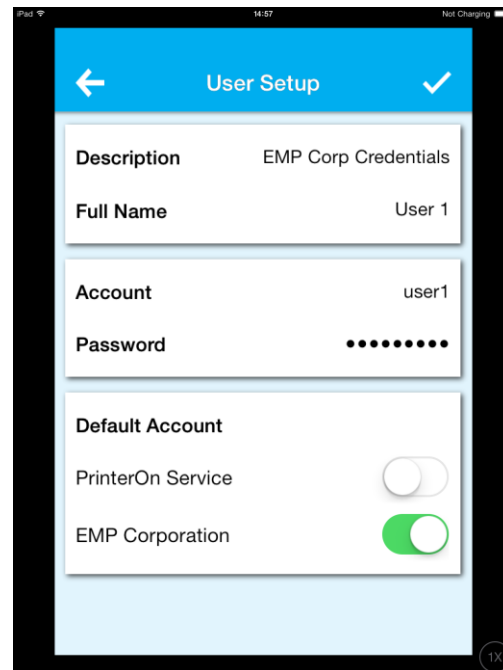 iPad 14:57 Not Charging
User Setup
Description EMP Corp Credentials
Full Name User 1
Account user1
Password •••••••••
Default Account
PrinterOn Service
EMP Corporation
1X